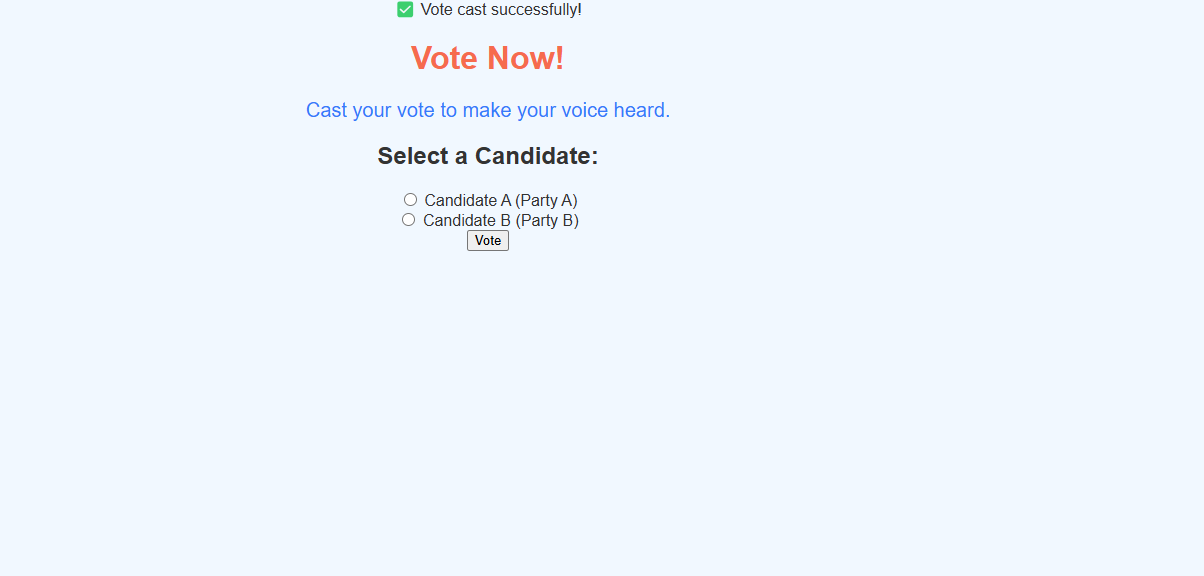 ✅ Vote cast successfully!
Vote Now!
Cast your vote to make your voice heard.
Select a Candidate:
Candidate A (Party A)
Candidate B (Party B)
Vote